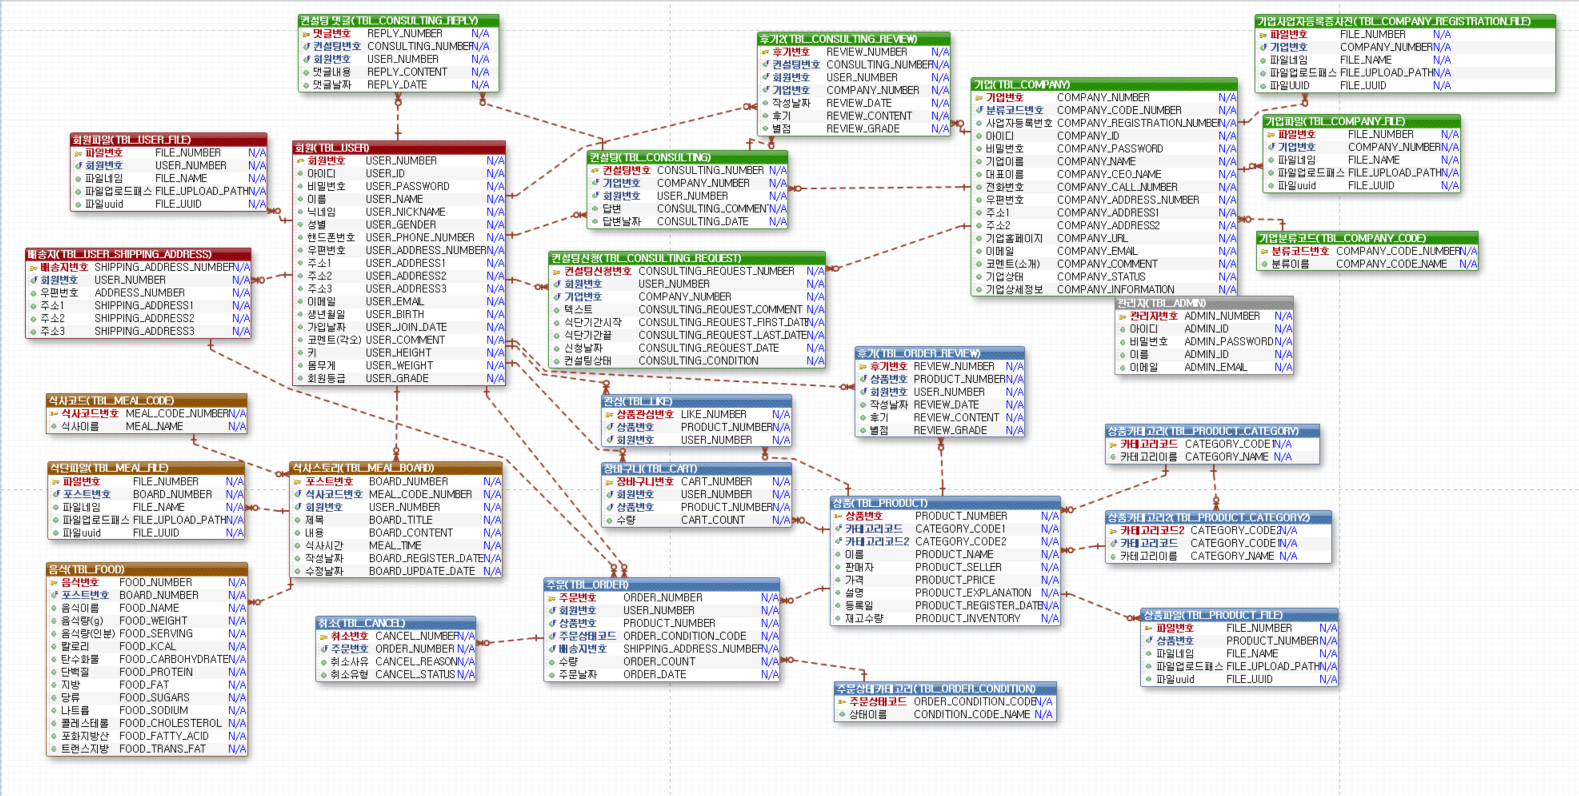 컨설팅 댓글(TBL_CONSULTING_REPLY)
댓글번호 REPLY_NUMBER N/A
컨설팅번호 CONSULTING_NUMBER N/A
회원번호 USER_NUMBER N/A
댓글내용 REPLY_CONTENT N/A
댓글날짜 REPLY_DATE N/A
후기2(TBL_CONSULTING_REVIEW)
후기번호 REVIEW_NUMBER N/A
컨설팅번호 CONSULTING_NUMBER N/A
회원번호 USER_NUMBER N/A
기업번호 COMPANY_NUMBER N/A
작성날짜 REVIEW_DATE N/A
후기 REVIEW_CONTENT N/A
별점 REVIEW_GRADE N/A
기업사업자등록증사진(TBL_COMPANY_REGISTRATION_FILE)
파일번호 FILE_NUMBER N/A
기업번호 COMPANY_NUMBER N/A
파일네임 FILE_NAME N/A
파일업로드패스 FILE_UPLOAD_PATH N/A
파일UUID FILE_UUID N/A
기업(TBL_COMPANY)
기업번호 COMPANY_NUMBER N/A
분류코드번호 COMPANY_CODE_NUMBER N/A
사업자등록번호 COMPANY_REGISTRATION_NUMBER N/A
아이디 COMPANY_ID N/A
비밀번호 COMPANY_PASSWORD N/A
기업이름 COMPANY_NAME N/A
대표이름 COMPANY_CEO_NAME N/A
전화번호 COMPANY_CALL_NUMBER N/A
우편번호 COMPANY_ADDRESS_NUMBER N/A
주소1 COMPANY_ADDRESS1 N/A
주소2 COMPANY_ADDRESS2 N/A
기업홈페이지 COMPANY_URL N/A
이메일 COMPANY_EMAIL N/A
코멘트(소개) COMPANY_COMMENT N/A
기업상태 COMPANY_STATUS N/A
기업상세정보 COMPANY_INFORMATION N/A
기업파일(TBL_COMPANY_FILE)
파일번호 FILE_NUMBER N/A
기업번호 COMPANY_NUMBER N/A
파일네임 FILE_NAME N/A
파일업로드패스 FILE_UPLOAD_PATH N/A
파일uuid FILE_UUID N/A
회원파일(TBL_USER_FILE)
파일번호 FILE_NUMBER N/A
회원번호 USER_NUMBER N/A
파일네임 FILE_NAME N/A
파일업로드패스 FILE_UPLOAD_PATH N/A
파일uuid FILE_UUID N/A
회원(TBL_USER)
회원번호 USER_NUMBER N/A
아이디 USER_ID N/A
비밀번호 USER_PASSWORD N/A
이름 USER_NAME N/A
닉네임 USER_NICKNAME N/A
성별 USER_GENDER N/A
핸드폰번호 USER_PHONE_NUMBER N/A
우편번호 USER_ADDRESS_NUMBER N/A
주소1 USER_ADDRESS1 N/A
주소2 USER_ADDRESS2 N/A
주소3 USER_ADDRESS3 N/A
이메일 USER_EMAIL N/A
생년월일 USER_BIRTH N/A
가입날짜 USER_JOIN_DATE N/A
코멘트(각오) USER_COMMENT N/A
키 USER_HEIGHT N/A
몸무게 USER_WEIGHT N/A
회원등급 USER_GRADE N/A
컨설팅(TBL_CONSULTING)
컨설팅번호 CONSULTING_NUMBER N/A
기업번호 COMPANY_NUMBER N/A
회원번호 USER_NUMBER N/A
답변 CONSULTING_COMMENT N/A
답변날짜 CONSULTING_DATE N/A
기업분류코드(TBL_COMPANY_CODE)
분류코드번호 COMPANY_CODE_NUMBER N/A
분류이름 COMPANY_CODE_NAME N/A
배송지(TBL_USER_SHIPPING_ADDRESS)
배송지번호 SHIPPING_ADDRESS_NUMBER N/A
회원번호 USER_NUMBER N/A
우편번호 ADDRESS_NUMBER N/A
주소1 SHIPPING_ADDRESS1 N/A
주소2 SHIPPING_ADDRESS2 N/A
주소3 SHIPPING_ADDRESS3 N/A
컨설팅신청(TBL_CONSULTING_REQUEST)
컨설팅신청번호 CONSULTING_REQUEST_NUMBER N/A
회원번호 USER_NUMBER N/A
기업번호 COMPANY_NUMBER N/A
텍스트 CONSULTING_REQUEST_COMMENT N/A
식단기간시작 CONSULTING_REQUEST_FIRST_DATE N/A
식단기간끝 CONSULTING_REQUEST_LAST_DATE N/A
신청날짜 CONSULTING_REQUEST_DATE N/A
컨설팅상태 CONSULTING_CONDITION N/A
관리자(TBL_ADMIN)
관리자번호 ADMIN_NUMBER N/A
아이디 ADMIN_ID N/A
비밀번호 ADMIN_PASSWORD N/A
이름 ADMIN_ID N/A
이메일 ADMIN_EMAIL N/A
후기(TBL_ORDER_REVIEW)
후기번호 REVIEW_NUMBER N/A
상품번호 PRODUCT_NUMBER N/A
회원번호 USER_NUMBER N/A
작성날짜 REVIEW_DATE N/A
후기 REVIEW_CONTENT N/A
별점 REVIEW_GRADE N/A
식사코드(TBL_MEAL_CODE)
식사코드번호 MEAL_CODE_NUMBER N/A
식사이름 MEAL_NAME N/A
관심(TBL_LIKE)
상품관심번호 LIKE_NUMBER N/A
상품번호 PRODUCT_NUMBER N/A
회원번호 USER_NUMBER N/A
상품카테고리(TBL_PRODUCT_CATEGORY)
카테고리코드 CATEGORY_CODE1 N/A
카테고리이름 CATEGORY_NAME N/A
식단파일(TBL_MEAL_FILE)
파일번호 FILE_NUMBER N/A
포스트번호 BOARD_NUMBER N/A
파일네임 FILE_NAME N/A
파일업로드패스 FILE_UPLOAD_PATH N/A
파일uuid FILE_UUID N/A
식사스토리(TBL_MEAL_BOARD)
포스트번호 BOARD_NUMBER N/A
식사코드번호 MEAL_CODE_NUMBER N/A
회원번호 USER_NUMBER N/A
제목 BOARD_TITLE N/A
내용 BOARD_CONTENT N/A
식사시간 MEAL_TIME N/A
작성날짜 BOARD_REGISTER_DATE N/A
수정날짜 BOARD_UPDATE_DATE N/A
장바구니(TBL_CART)
장바구니번호 CART_NUMBER N/A
회원번호 USER_NUMBER N/A
상품번호 PRODUCT_NUMBER N/A
수량 CART_COUNT N/A
상품(TBL_PRODUCT)
상품번호 PRODUCT_NUMBER N/A
카테고리코드 CATEGORY_CODE1 N/A
카테고리코드2 CATEGORY_CODE2 N/A
이름 PRODUCT_NAME N/A
판매자 PRODUCT_SELLER N/A
가격 PRODUCT_PRICE N/A
설명 PRODUCT_EXPLANATION N/A
등록일 PRODUCT_REGISTER_DATE N/A
재고수량 PRODUCT_INVENTORY N/A
상품카테고리2(TBL_PRODUCT_CATEGORY2)
카테고리코드2 CATEGORY_CODE2 N/A
카테고리코드 CATEGORY_CODE1 N/A
카테고리이름 CATEGORY_NAME N/A
음식(TBL_FOOD)
음식번호 FOOD_NUMBER N/A
포스트번호 BOARD_NUMBER N/A
음식이름 FOOD_NAME N/A
음식량(g) FOOD_WEIGHT N/A
음식량(인분) FOOD_SERVING N/A
칼로리 FOOD_KCAL N/A
탄수화물 FOOD_CARBOHYDRATE N/A
단백질 FOOD_PROTEIN N/A
지방 FOOD_FAT N/A
당류 FOOD_SUGARS N/A
나트륨 FOOD_SODIUM N/A
콜레스테롤 FOOD_CHOLESTEROL N/A
포화지방산 FOOD_FATTY_ACID N/A
트랜스지방 FOOD_TRANS_FAT N/A
주문(TBL_ORDER)
주문번호 ORDER_NUMBER N/A
회원번호 USER_NUMBER N/A
상품번호 PRODUCT_NUMBER N/A
주문상태코드 ORDER_CONDITION_CODE N/A
배송지번호 SHIPPING_ADDRESS_NUMBER N/A
수량 ORDER_COUNT N/A
주문날짜 ORDER_DATE N/A
취소(TBL_CANCEL)
취소번호 CANCEL_NUMBER N/A
주문번호 ORDER_NUMBER N/A
취소사유 CANCEL_REASON N/A
취소유형 CANCEL_STATUS N/A
상품파일(TBL_PRODUCT_FILE)
파일번호 FILE_NUMBER N/A
상품번호 PRODUCT_NUMBER N/A
파일네임 FILE_NAME N/A
파일업로드패스 FILE_UPLOAD_PATH N/A
파일uuid FILE_UUID N/A
주문상태카테고리(TBL_ORDER_CONDITION)
주문상태코드 ORDER_CONDITION_CODE N/A
상태이름 CONDITION_CODE_NAME N/A